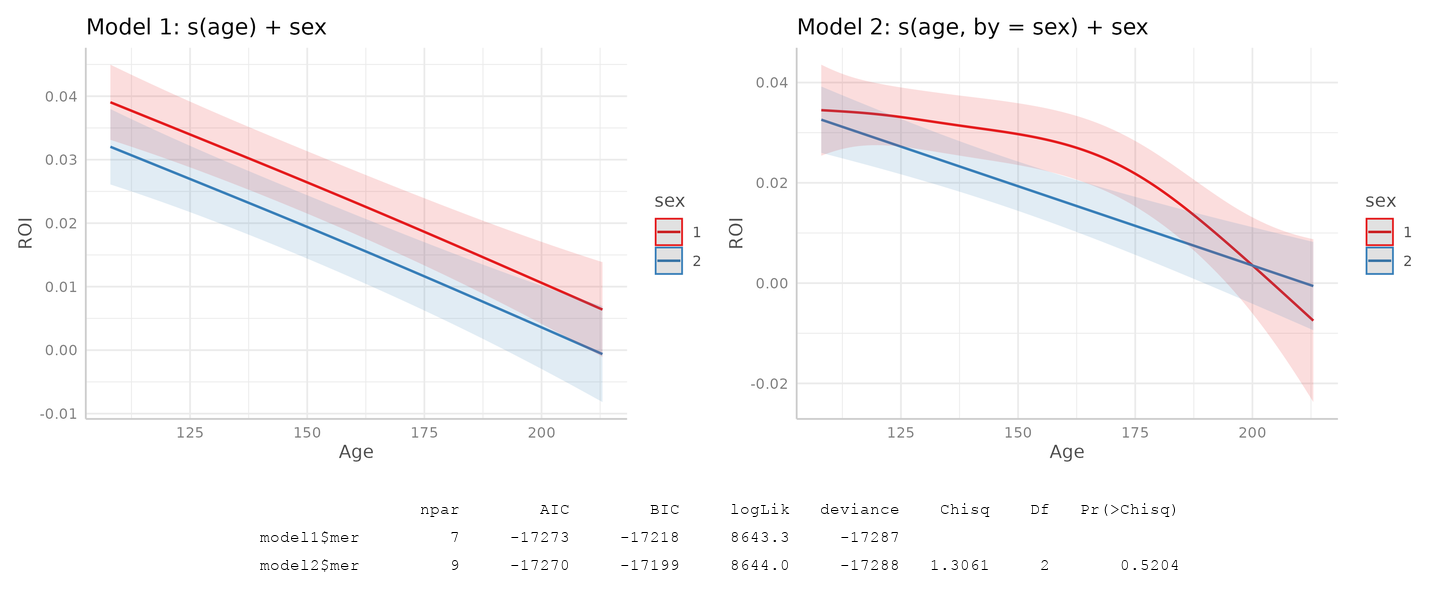 Model 1: s(age) + sex
0.04
0.03
0.02
0.01
0.00
-0.01
ROI
125 150 175 200
Age
sex
1
2
Model 2: s(age, by = sex) + sex
0.04
0.02
0.00
-0.02
ROI
125 150 175 200
Age
sex
1
2
npar AIC BIC logLik deviance Chisq Df Pr(>Chisq)
model1$mer 7 -17273 -17218 8643.3 -17287
model2$mer 9 -17270 -17199 8644.0 -17288 1.3061 2 0.5204